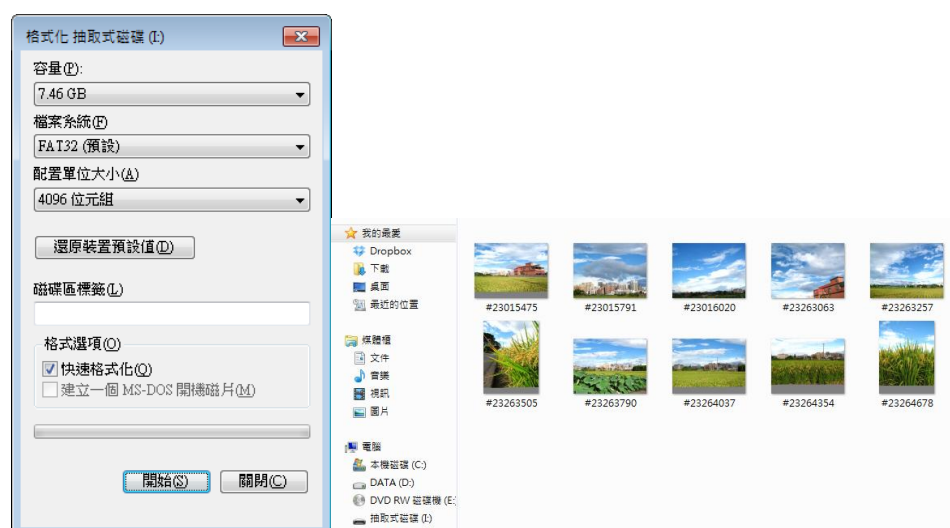 格式化 抽取式磁碟 (I:)
容量(P):
7.46 GB
檔案系統(F)
FAT32 (預設)
配置單位大小(A)
4096 位元組
還原裝置預設值(D)
磁碟區標籤(L)
格式選項(O)
快速格式化(Q)
建立一個 MS-DOS 開機磁片(M)
開始(S)
關閉(C)
我的最愛
Dropbox
下載
桌面
最近的位置
媒體櫃
文件
音樂
視訊
圖片
電腦
本機磁碟 (C:)
DATA (D:)
DVD RW 磁碟機 (E:
抽取式磁碟 (I:)
#23015475
#23015791
#23016020
#23263063
#23263257
#23263505
#23263790
#23264037
#23264354
#23264678